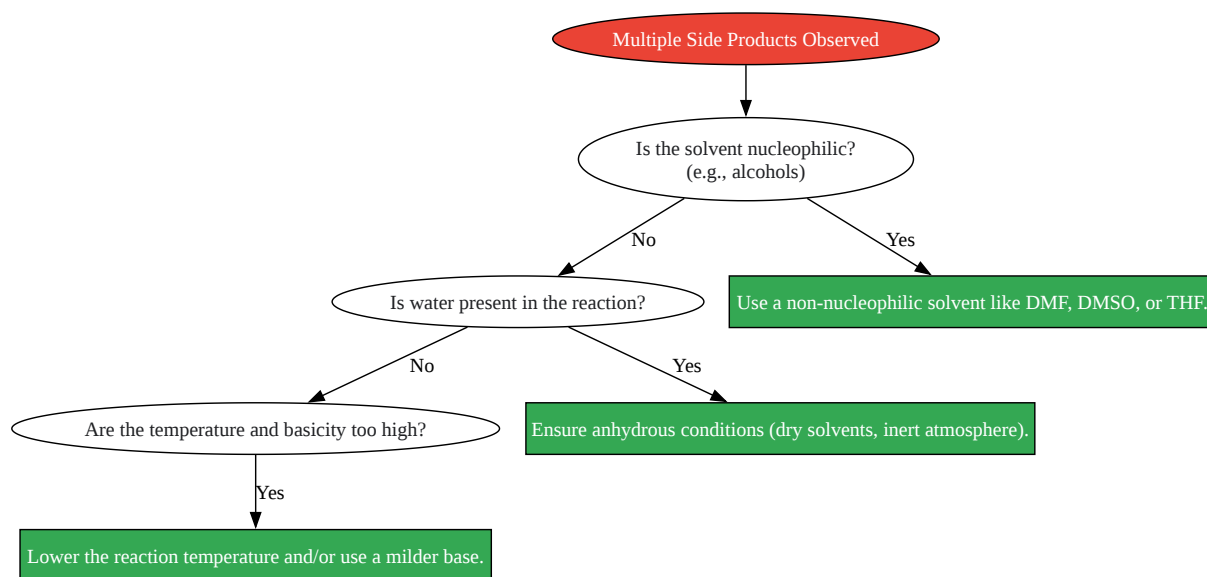 Multiple Side Products Observed
Is the solvent nucleophilic?
(e.g., alcohols)
No
Yes
Is water present in the reaction?
Use a non-nucleophilic solvent like DMF, DMSO, or THF.
No
Yes
Are the temperature and basicity too high?
Ensure anhydrous conditions (dry solvents, inert atmosphere).
Yes
Lower the reaction temperature and/or use a milder base.